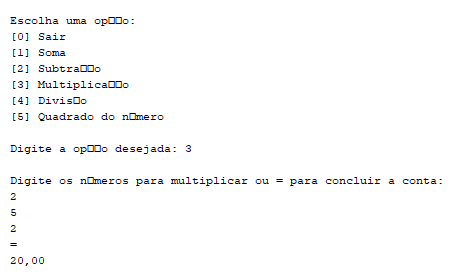 Escolha uma op□□o:
[0] Sair
[1] Soma
[2] Subtra□□o
[3] Multiplica□□o
[4] Divis□o
[5] Quadrado do n□mero
Digite a op□□o desejada: 3
Digite os n□meros para multiplicar ou = para concluir a conta:
2
5
2
=
20,00